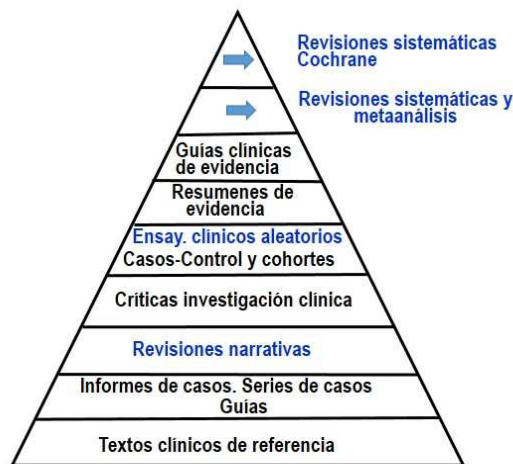 Revisiones sistemáticas
Cochrane
Revisiones sistemáticas y
metaanálisis
Guías clínicas
de evidencia
Resumenes de
evidencia
Ensay. clínicos aleatorios
Casos-Control y cohortes
Críticas investigación clínica
Revisiones narrativas
Informes de casos. Series de casos
Guías
Textos clínicos de referencia